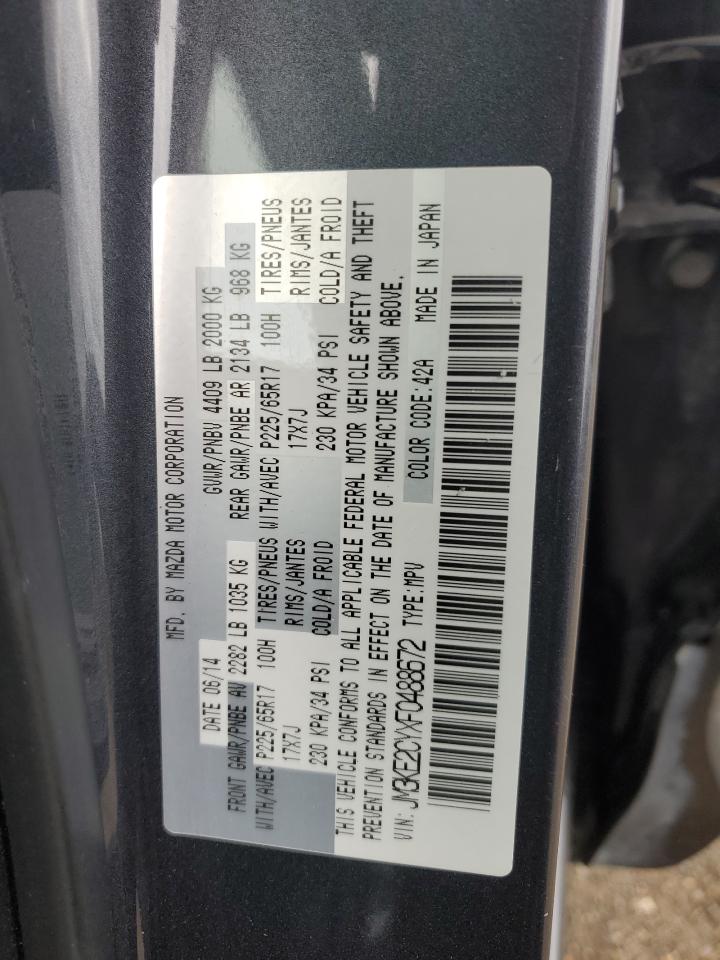 MFD. BY MAZDA MOTOR CORPORATION
DATE 06/14 GVWR/PNBV 4409 LB 2000 KG
FRONT GAWR/PNBE AV 2282 LB 1035 KG REAR GAWR/PNBE AR 2134 LB 968 KG
WITH/AVEC P225/65R17 100H TIRES/PNEUS WITH/AVEC P225/65R17 100H TIRES/PNEUS
17X7J RIMS/JANTES 17X7J RIMS/JANTES
230 KPA/34 PSI COLD/A FROID 230 KPA/34 PSI COLD/A FROID
THIS VEHICLE CONFORMS TO ALL APPLICABLE FEDERAL MOTOR VEHICLE SAFETY AND THEFT
PREVENTION STANDARDS IN EFFECT ON THE DATE OF MANUFACTURE SHOWN ABOVE.
VIN: JM3KE2CYXF0488672 TYPE:MPV COLOR CODE:42A MADE IN JAPAN